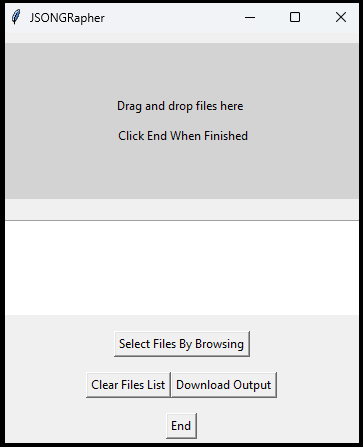 JSONGRapher
Drag and drop files here
Click End When Finished
Select Files By Browsing
Clear Files List Download Output
End